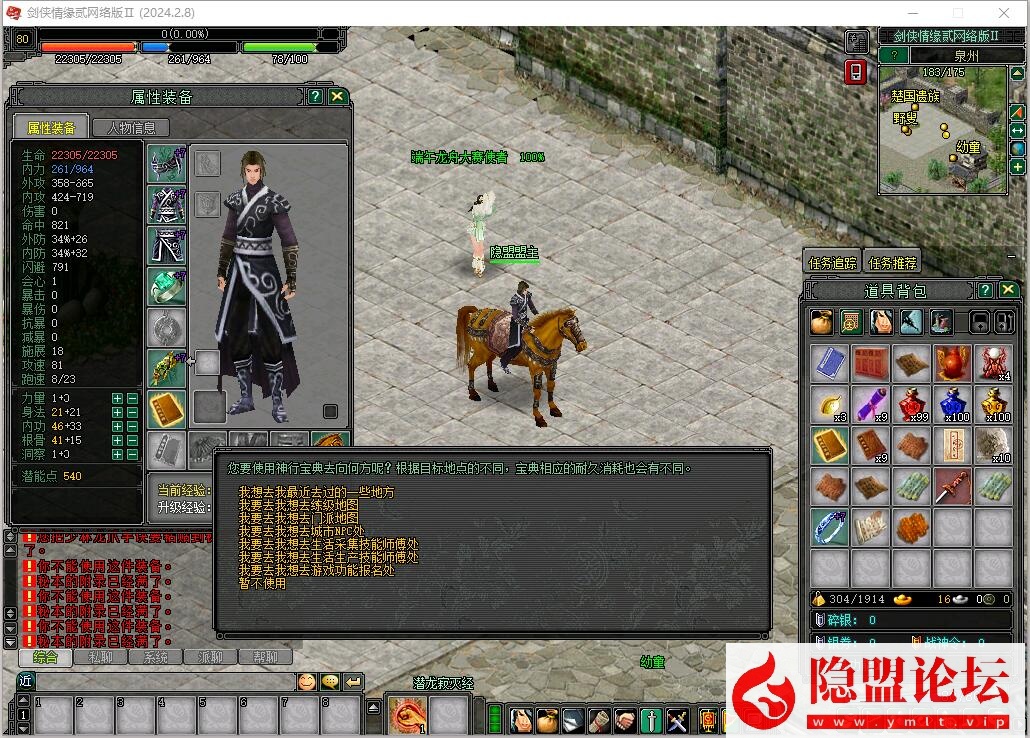 剑侠情缘贰网络版Ⅱ (2024.2.8)
80
0(0.00%)
22305/22305
261/964
78/100
剑侠情缘贰网络版Ⅱ
?
泉州
183/175
楚国遗族
野叟
幼童
属性装备
?
属性装备
人物信息
生命 22305/22305
内力 261/964
外攻 358-365
内攻 424-719
伤害 0
命中 821
外防 34%+26
内防 34%+32
闪避 791
会心 1
暴击 0
暴伤 0
抗暴 0
减暴 0
施展 18
攻速 81
跑速 8/23
力量 1+3
身法 21+21
内功 46+33
根骨 41+15
洞察 1+3
潜能点 540
当前经验:
升级经验:
端午龙舟大赛使者 100%
隐盟盟主
任务追踪
任务推荐
道具背包
?
x4
x3
x9
x99
x100
x100
x9
x10
304/1914
16
0
0
碎银: 0
您要使用神行宝典去向何方呢？根据目标地点的不同，宝典相应的耐久消耗也会有不同。
我想去我最近去过的一些地方
我要去我想去练级地图
我要去我想去门派地图
我要去我想去城市NPC处
我要去我想去生活采集技能师傅处
我要去我想去生活生产技能师傅处
我要去我想去游戏功能报名处
暂不使用
了。
你不能使用这件装备。
秘本的附录已经满了。
你不能使用这件装备。
秘本的附录已经满了。
你不能使用这件装备。
秘本的附录已经满了。
综合
私聊
系统
派聊
帮聊
近
幼童
潜龙寂灭经
1
1
2
3
4
5
6
7
8
1
隐盟论坛
www.ymlt.vip